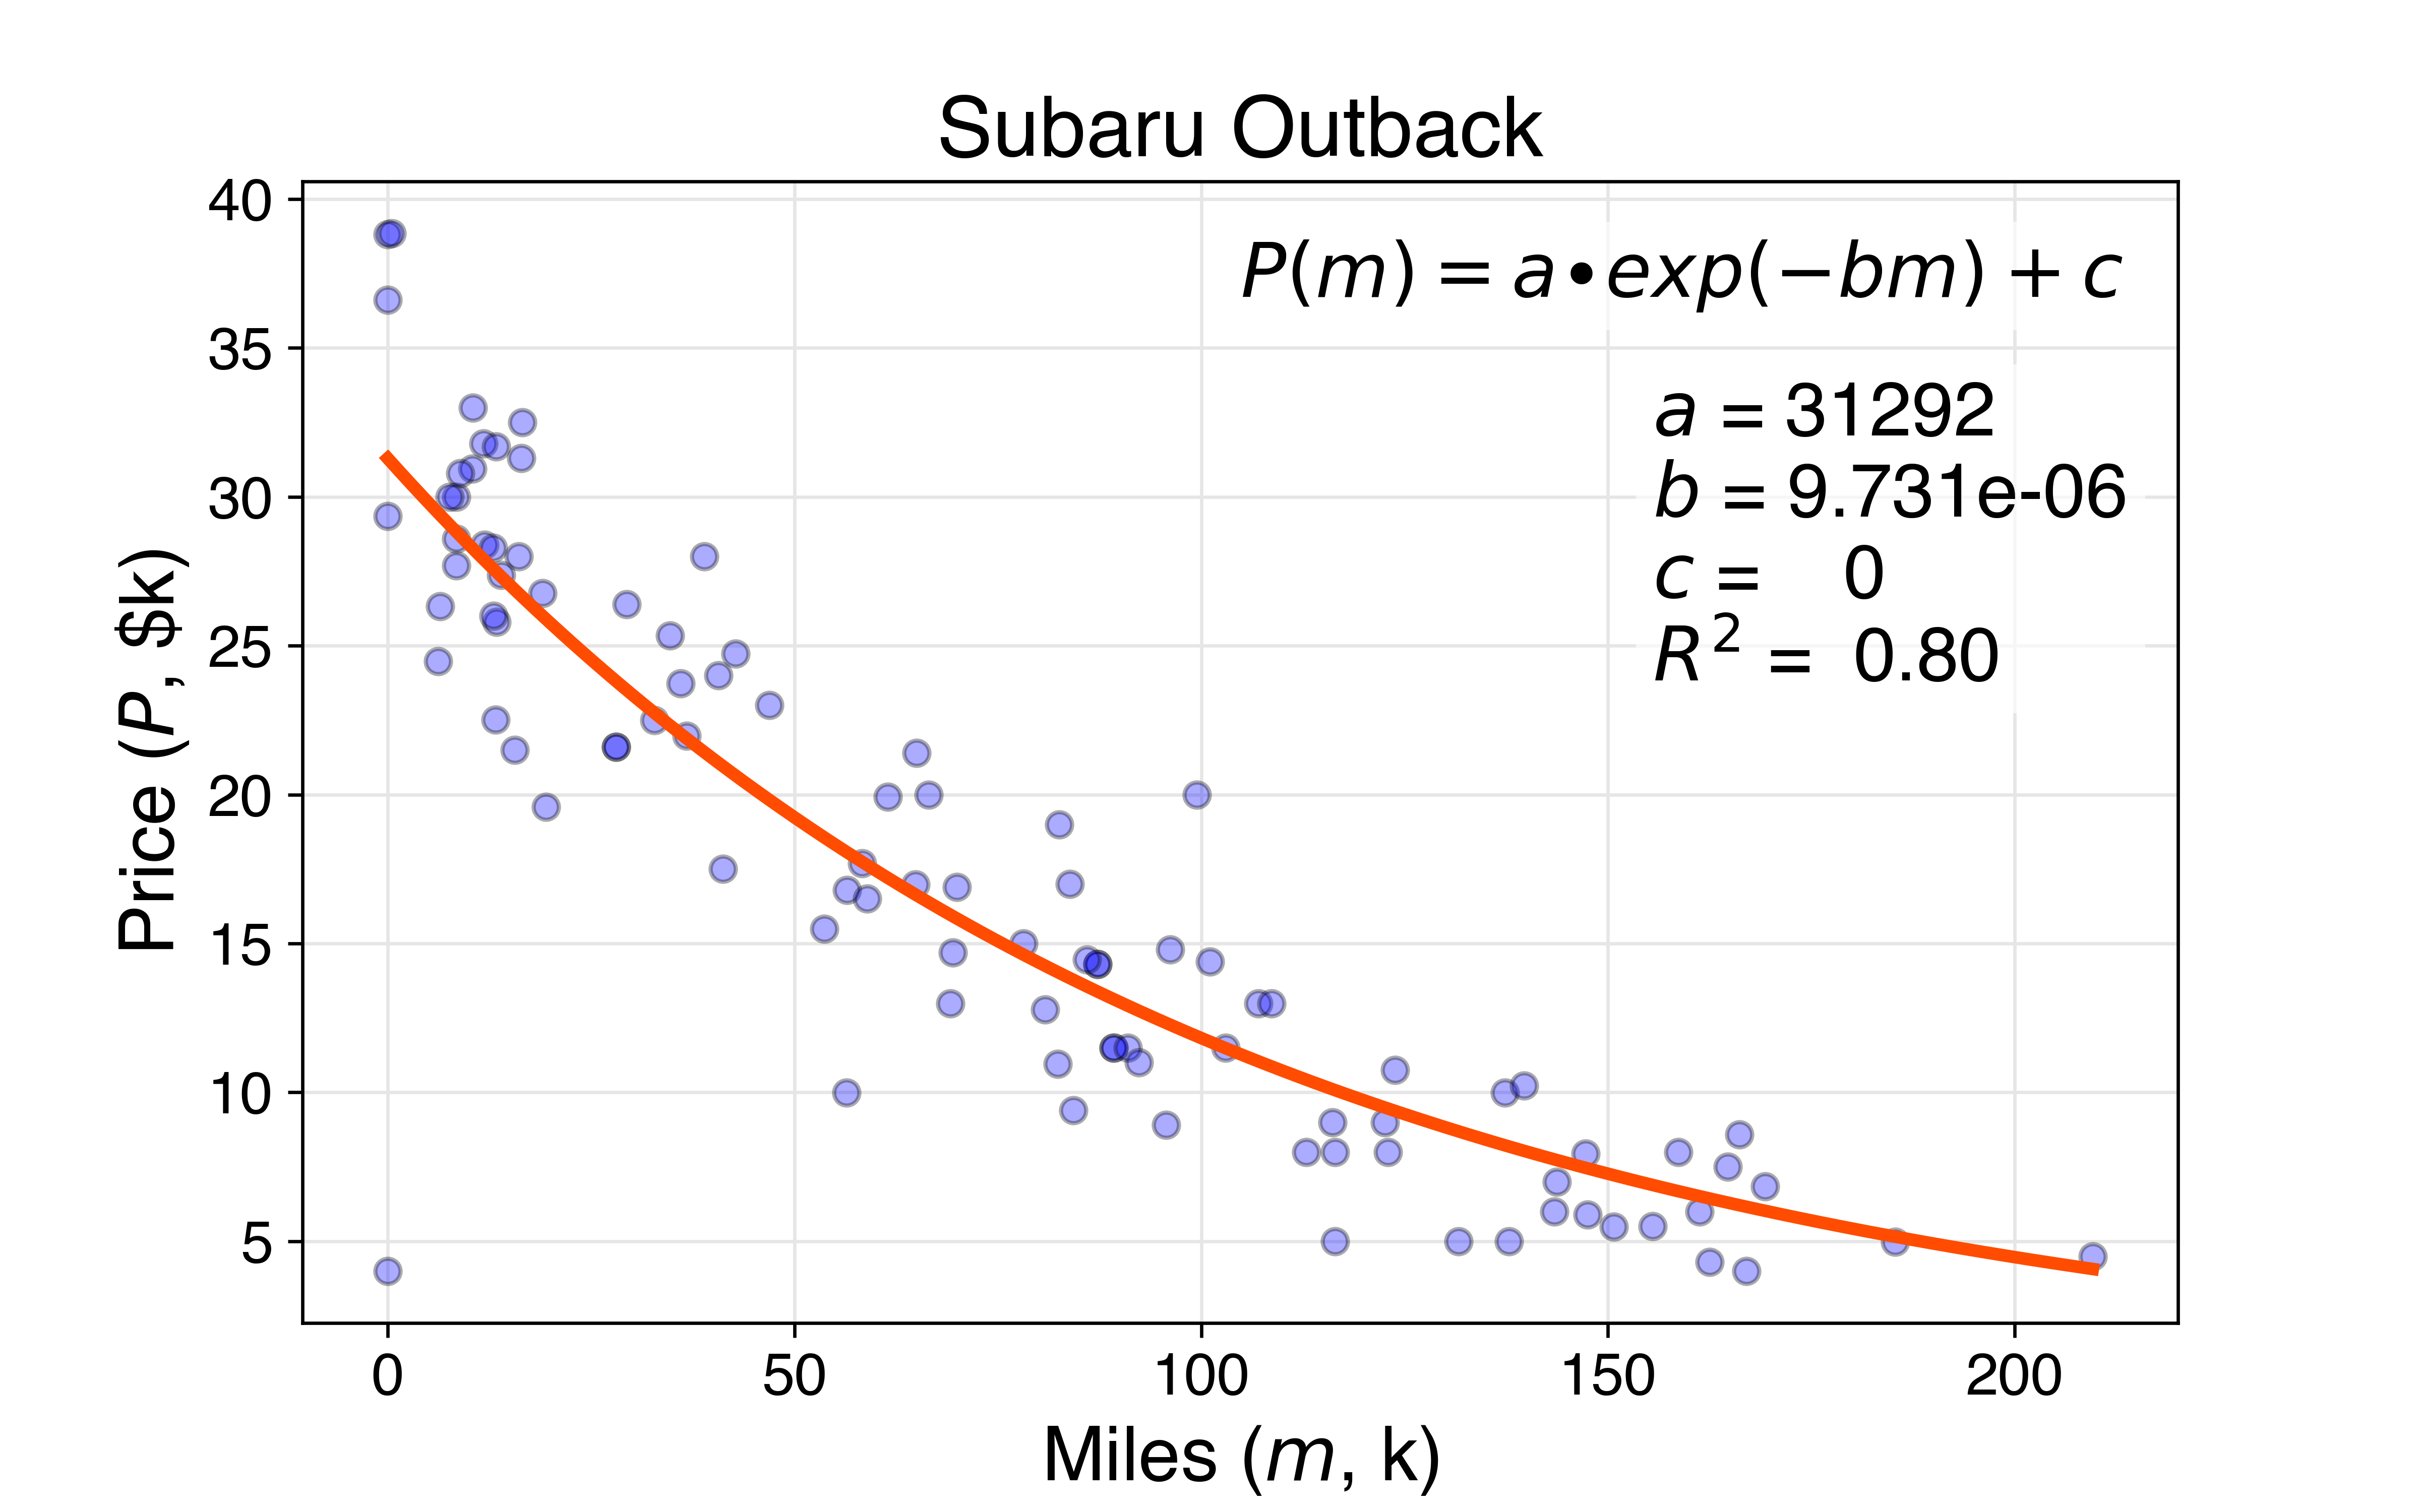 Subaru Outback
P(m) = a•exp(−bm) + c
a = 31292
b = 9.731e-06
c = 0
R² = 0.80
Price (P, $k)
40
35
30
25
20
15
10
5
0 50 100 150 200
Miles (m, k)